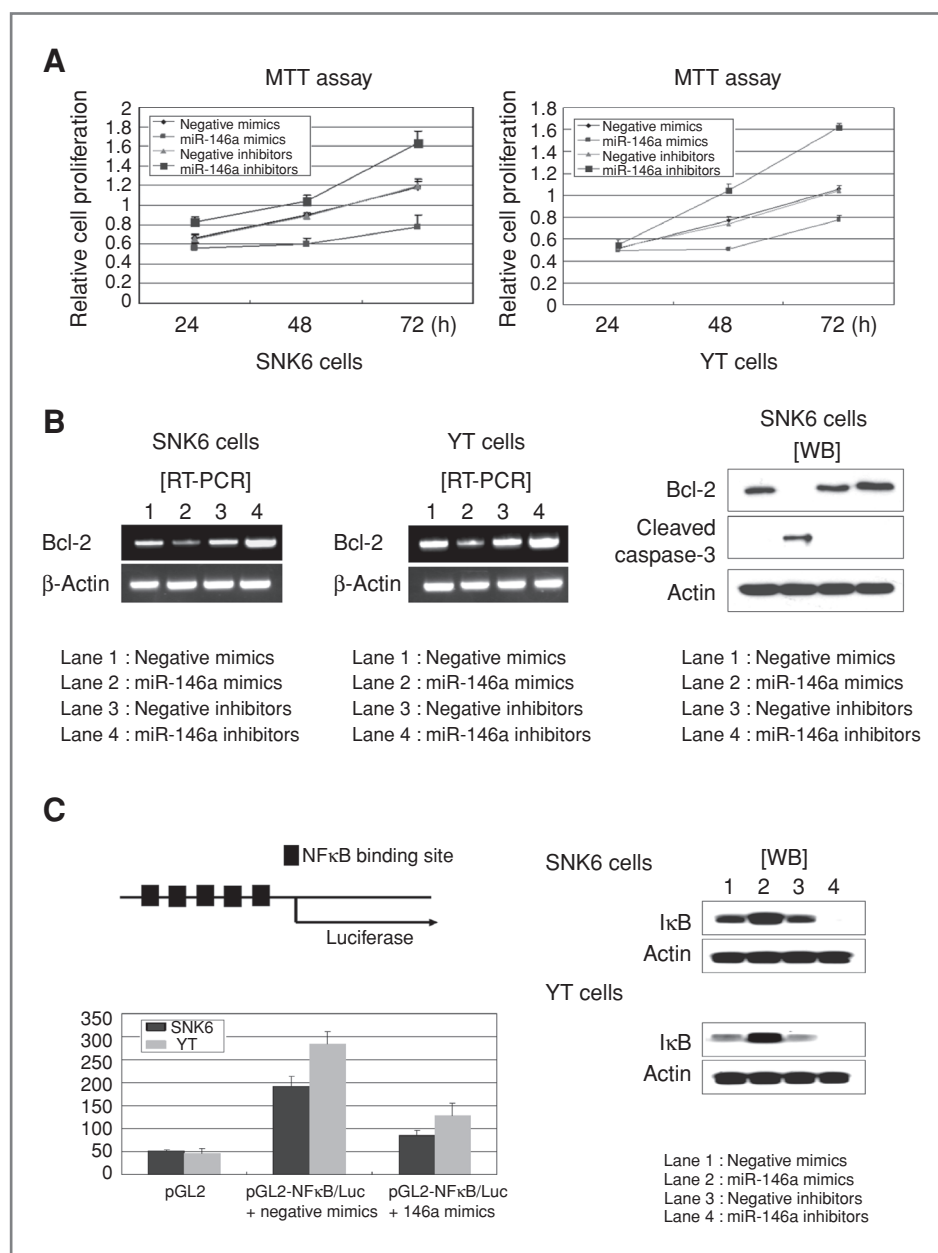 A
MTT assay
Relative cell proliferation
2
1.8
1.6
1.4
1.2
1
0.8
0.6
0.4
0.2
0
Negative mimics
miR-146a mimics
Negative inhibitors
miR-146a inhibitors
24 48 72 (h)
SNK6 cells
MTT assay
Relative cell proliferation
1.8
1.6
1.4
1.2
1
0.8
0.6
0.4
0.2
0
Negative mimics
miR-146a mimics
Negative inhibitors
miR-146a inhibitors
24 48 72 (h)
YT cells
B
SNK6 cells
[RT-PCR]
1 2 3 4
Bcl-2
β-Actin
Lane 1 : Negative mimics
Lane 2 : miR-146a mimics
Lane 3 : Negative inhibitors
Lane 4 : miR-146a inhibitors
YT cells
[RT-PCR]
1 2 3 4
Bcl-2
β-Actin
Lane 1 : Negative mimics
Lane 2 : miR-146a mimics
Lane 3 : Negative inhibitors
Lane 4 : miR-146a inhibitors
SNK6 cells
[WB]
Bcl-2
Cleaved
caspase-3
Actin
Lane 1 : Negative mimics
Lane 2 : miR-146a mimics
Lane 3 : Negative inhibitors
Lane 4 : miR-146a inhibitors
C
NFκB binding site
Luciferase
350
300
250
200
150
100
50
0
SNK6
YT
pGL2
pGL2-NFκB/Luc
+ negative mimics
pGL2-NFκB/Luc
+ 146a mimics
SNK6 cells
[WB]
1 2 3 4
IκB
Actin
YT cells
IκB
Actin
Lane 1 : Negative mimics
Lane 2 : miR-146a mimics
Lane 3 : Negative inhibitors
Lane 4 : miR-146a inhibitors